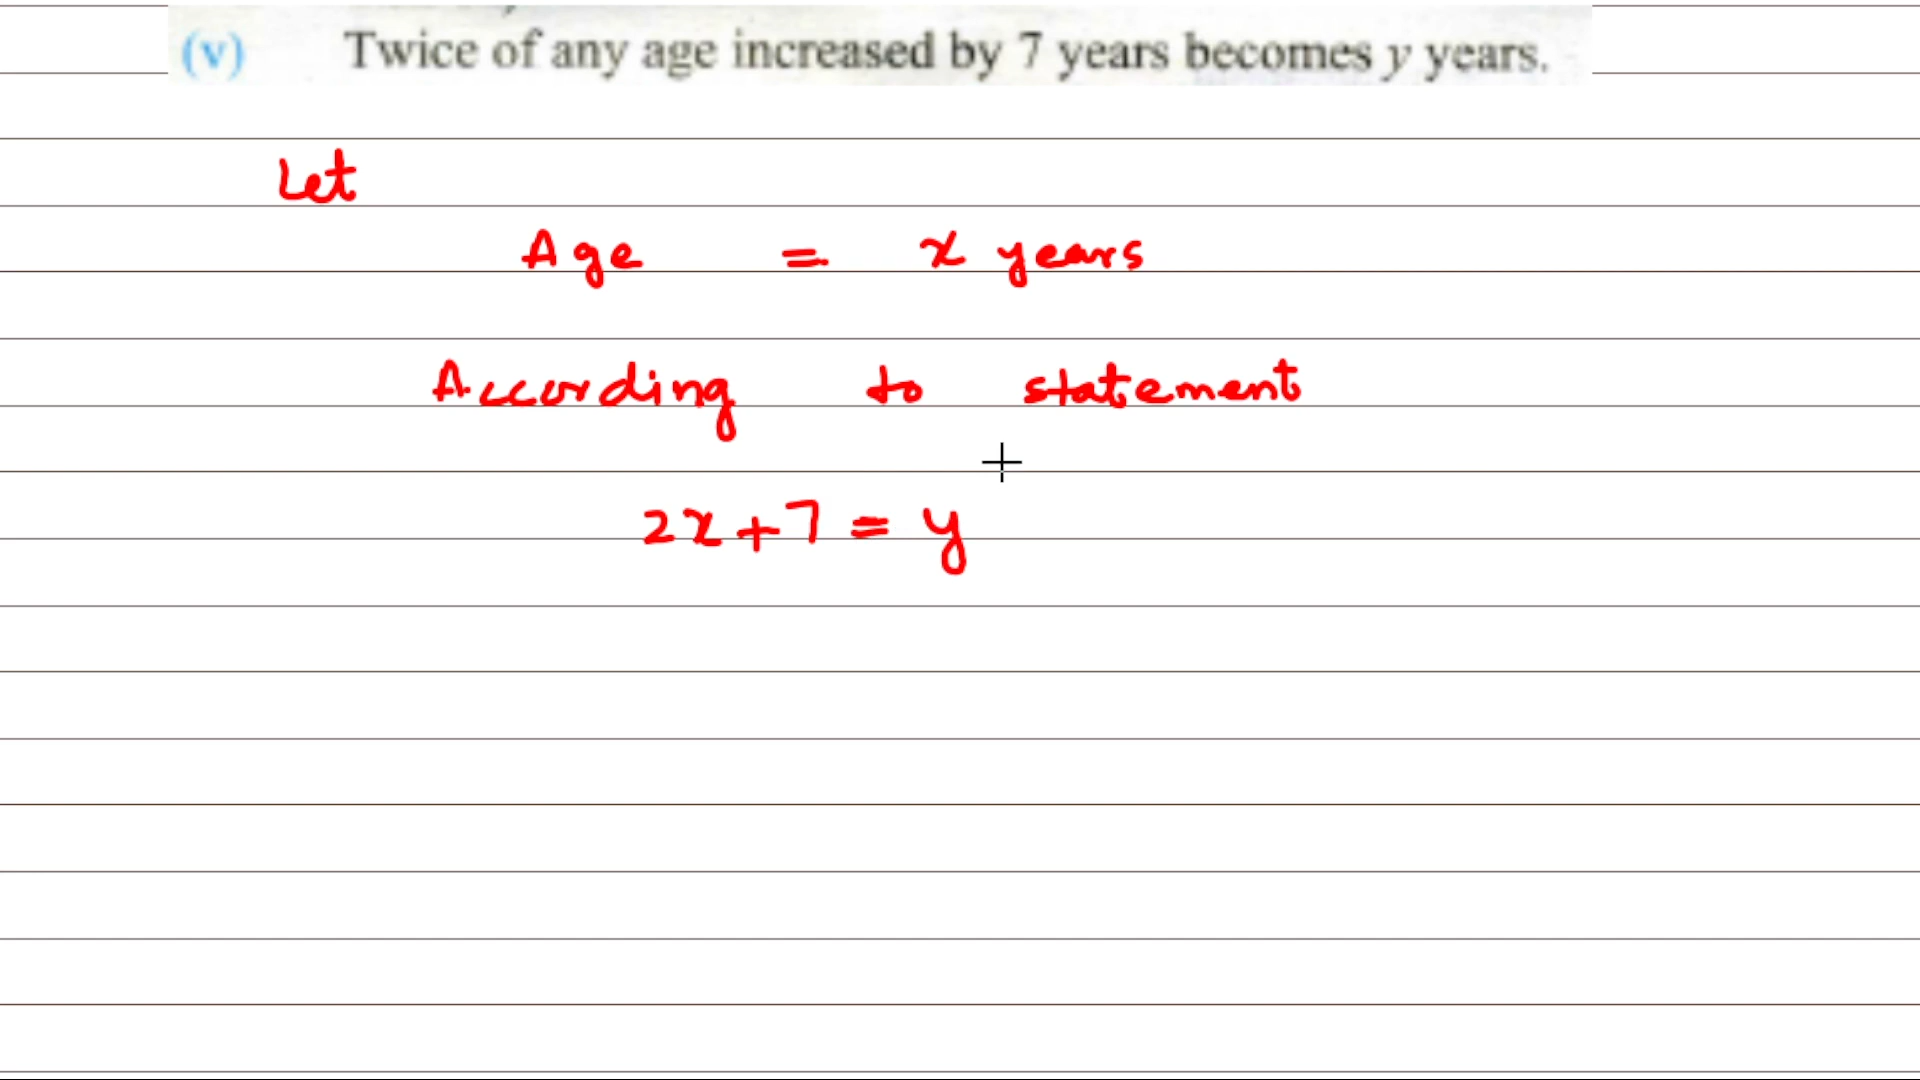 (v) Twice of any age increased by 7 years becomes y years.
Let
Age = x years
According to statement
2x+7 = y